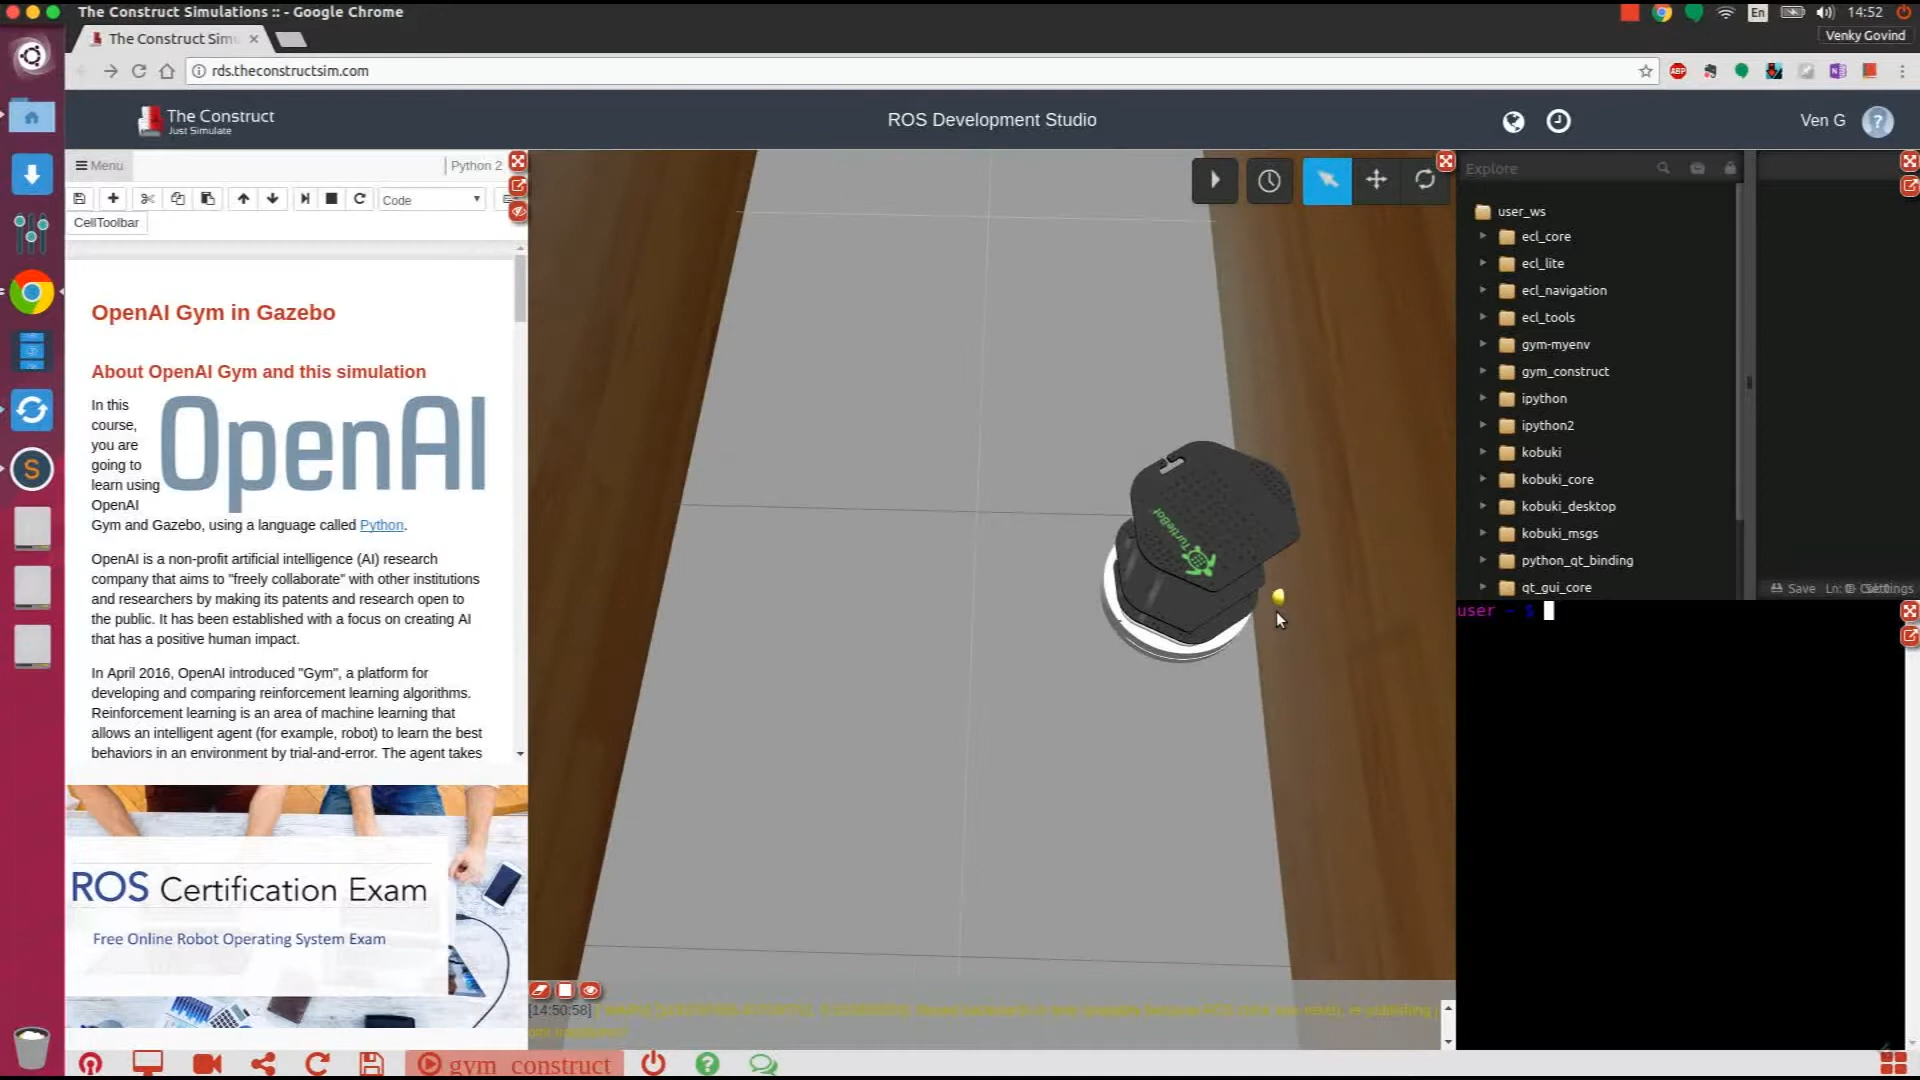 The Construct Simulations :: - Google Chrome
En
14:52
Venky Govind
The Construct Sim
rds.theconstructsim.com
ABP
The Construct
Just Simulate
ROS Development Studio
Ven G
?
Menu
Python 2
Code
CellToolbar
OpenAI Gym in Gazebo
About OpenAI Gym and this simulation
In this
course,
you are
going to
learn using
OpenAI
Gym and Gazebo, using a language called Python.
OpenAI
OpenAI is a non-profit artificial intelligence (AI) research
company that aims to "freely collaborate" with other institutions
and researchers by making its patents and research open to
the public. It has been established with a focus on creating AI
that has a positive human impact.
In April 2016, OpenAI introduced "Gym", a platform for
developing and comparing reinforcement learning algorithms.
Reinforcement learning is an area of machine learning that
allows an intelligent agent (for example, robot) to learn the best
behaviors in an environment by trial-and-error. The agent takes
ROS Certification Exam
Free Online Robot Operating System Exam
TurtleBot
Explore
user_ws
ecl_core
ecl_lite
ecl_navigation
ecl_tools
gym-myenv
gym_construct
ipython
ipython2
kobuki
kobuki_core
kobuki_desktop
kobuki_msgs
python_qt_binding
qt_gui_core
Save
user ~ $
[14:50:58]
gym_construct
?